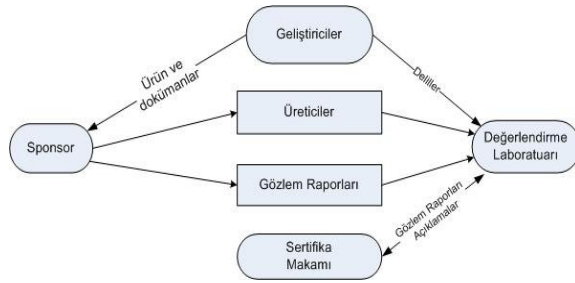 Geliştiriciler
Ürün ve
dokümanlar
Deliller
Üreticiler
Sponsor
Değerlendirme
Laboratuarı
Gözlem Raporları
Gözlem Raporları
Açıklamalar
Sertifika
Makamı